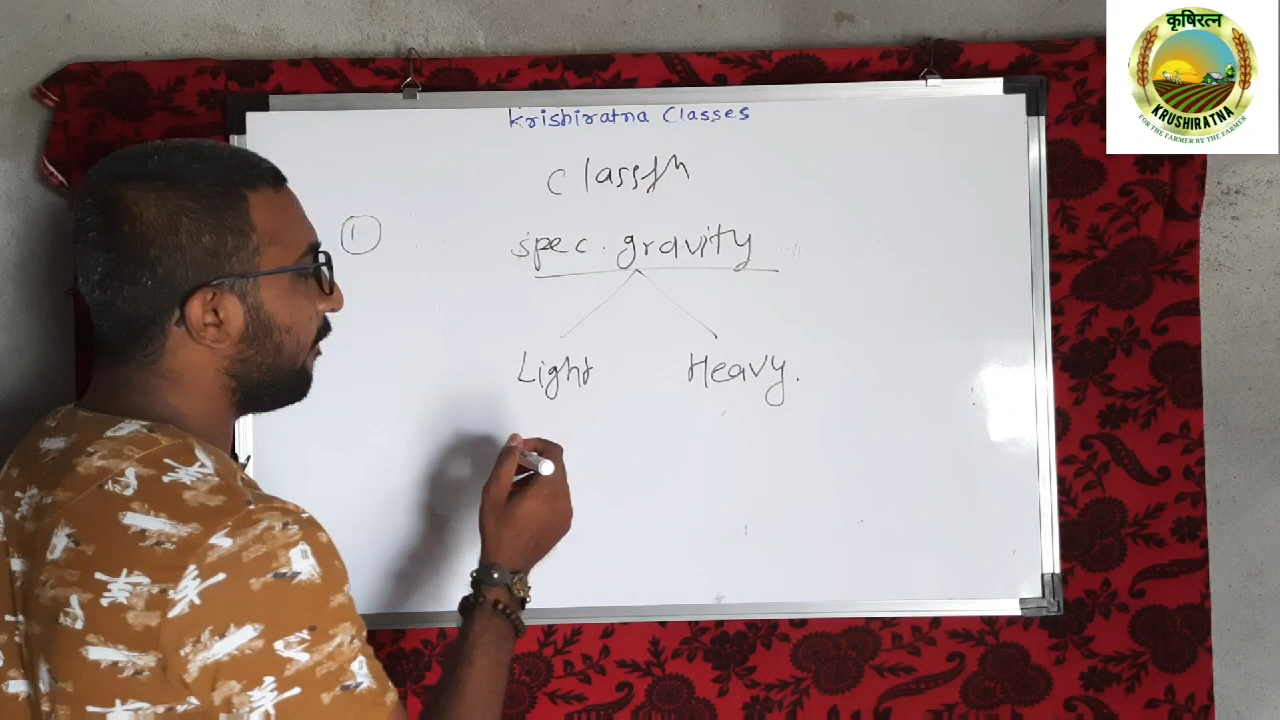 कृषिरत्न
KRUSHIRATNA
FOR THE FARMER BY THE FARMER
Krishiratna Classes
Classfn
①
spec. gravity
Light Heavy.